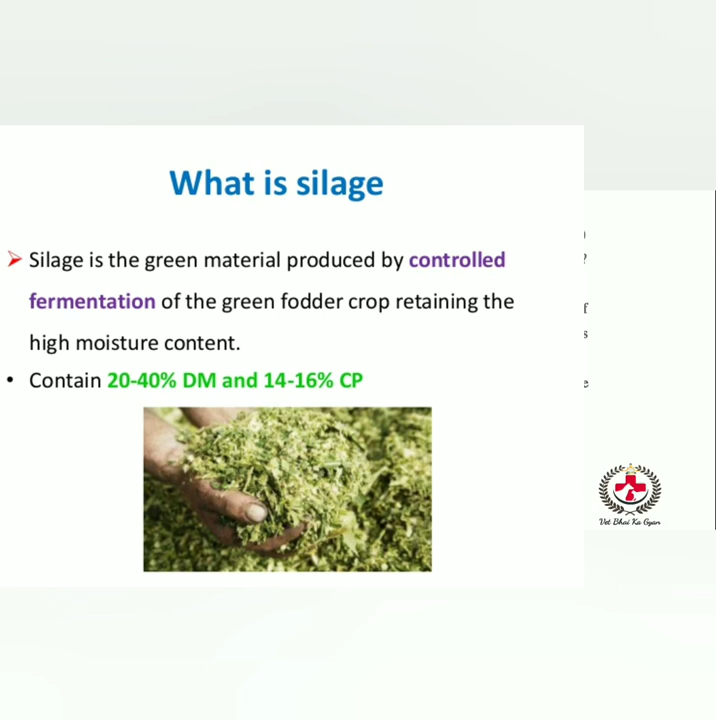 What is silage
➢ Silage is the green material produced by controlled
fermentation of the green fodder crop retaining the
high moisture content.
• Contain 20-40% DM and 14-16% CP
)
?
f
s
e
Vet Bhai Ka Gyan